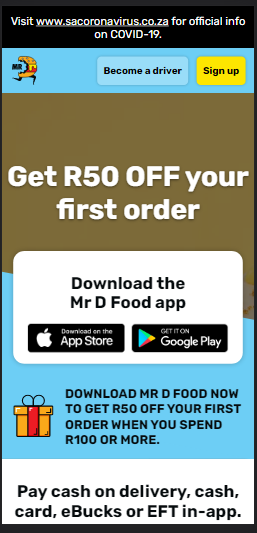 Visit www.sacoronavirus.co.za for official info
on COVID-19.
MR D
Become a driver
Sign up
Get R50 OFF your
first order
Download the
Mr D Food app
Download on the
App Store
GET IT ON
Google Play
DOWNLOAD MR D FOOD NOW
TO GET R50 OFF YOUR FIRST
ORDER WHEN YOU SPEND
R100 OR MORE.
Pay cash on delivery, cash,
card, eBucks or EFT in-app.